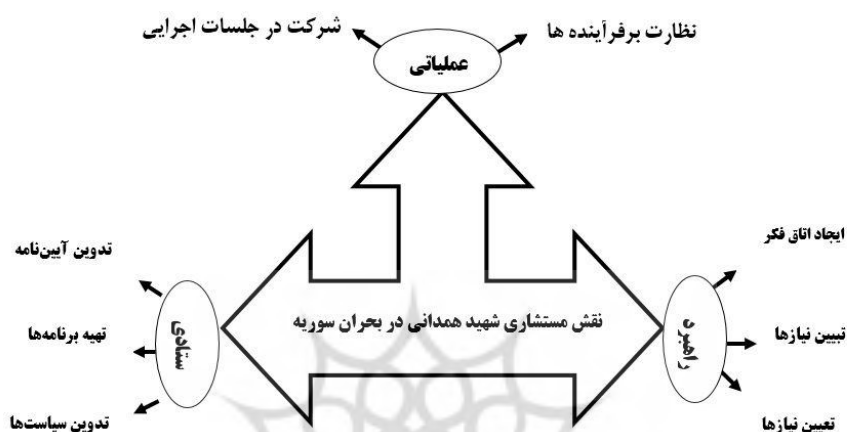 نظارت برفرآینده ها
شرکت در جلسات اجرایی
عملیاتی
ایجاد اتاق فکر
تبیین نیازها
تعیین نیازها
راهبرد
نقش مستشاری شهید همدانی در بحران سوریه
ستادی
تدوین آیین‌نامه
تهیه برنامه‌ها
تدوین سیاست‌ها